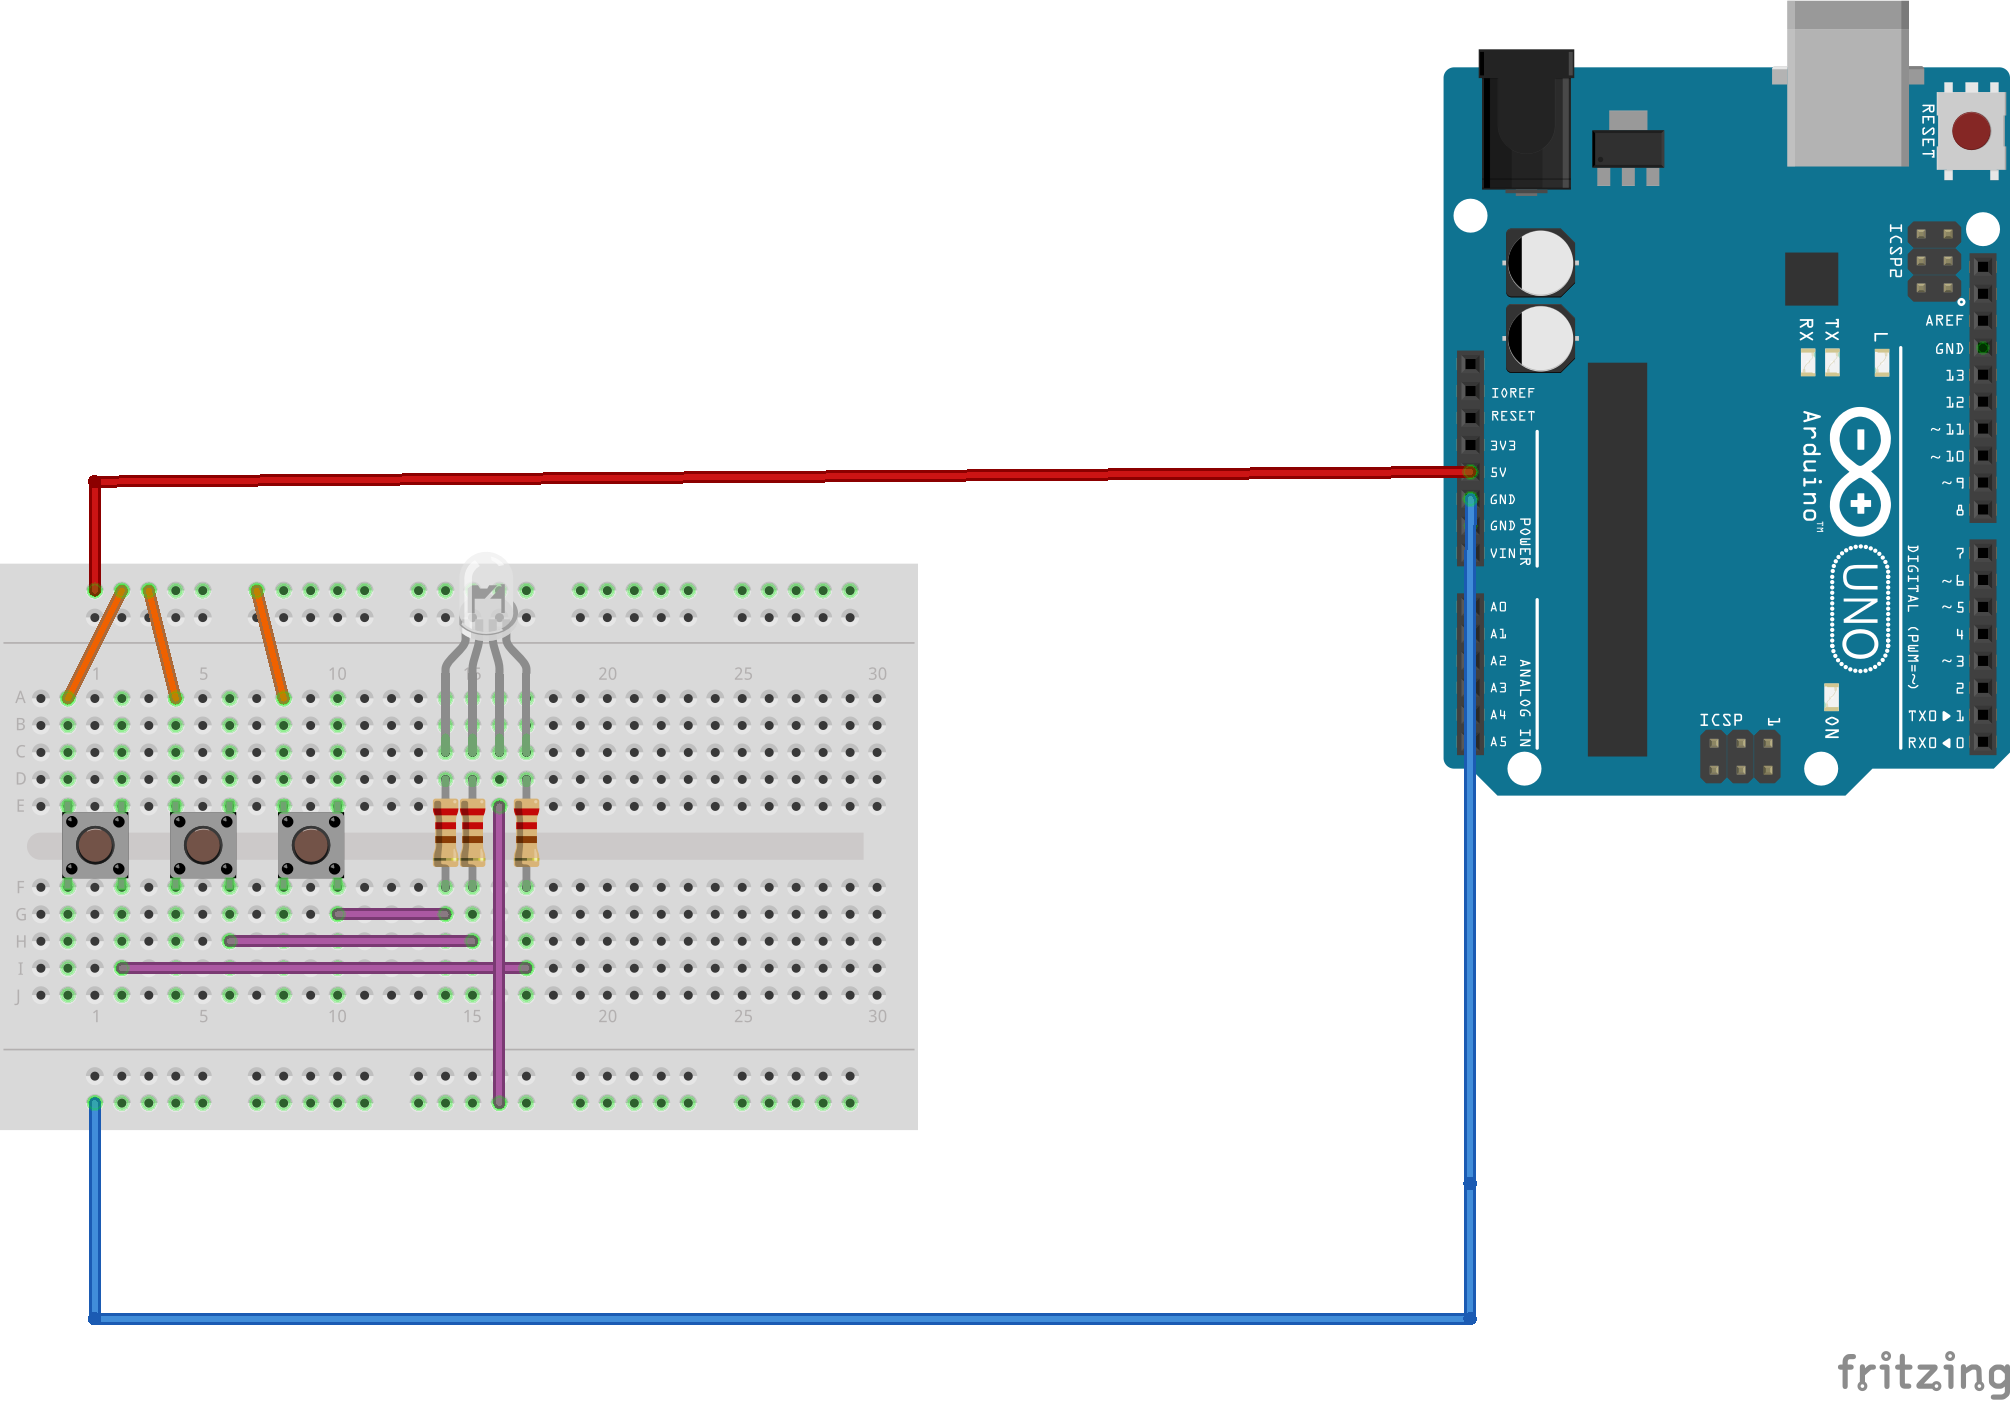 RESET
ICSP2
AREF
GND
13
12
~11
~10
~9
8
7
~6
~5
4
~3
2
TX0▶1
RX0◀0
RX
TX
L
IOREF
RESET
3V3
5V
GND
GND
VIN
POWER
A0
A1
A2
A3
A4
A5
ANALOG IN
Arduino™
UNO
DIGITAL (PWM=~)
ICSP 1
ON
1 5 10 15 20 25 30
A
B
C
D
E
F
G
H
I
J
1 5 10 15 20 25 30
fritzing